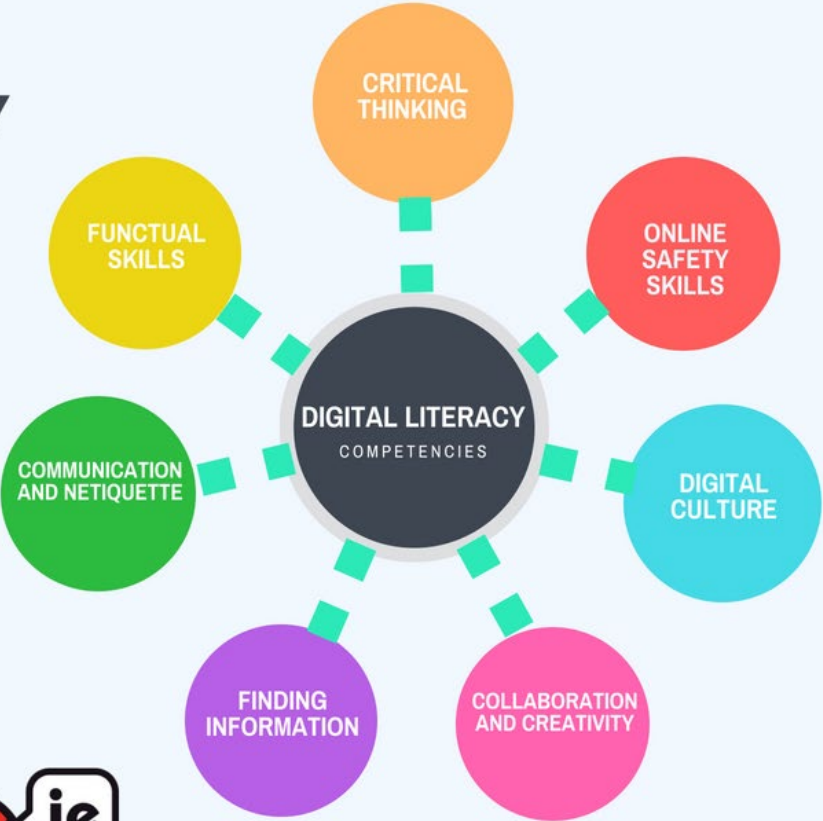 Y
CRITICAL
THINKING
FUNCTUAL
SKILLS
ONLINE
SAFETY
SKILLS
DIGITAL LITERACY
COMPETENCIES
COMMUNICATION
AND NETIQUETTE
DIGITAL
CULTURE
FINDING
INFORMATION
COLLABORATION
AND CREATIVITY
ie